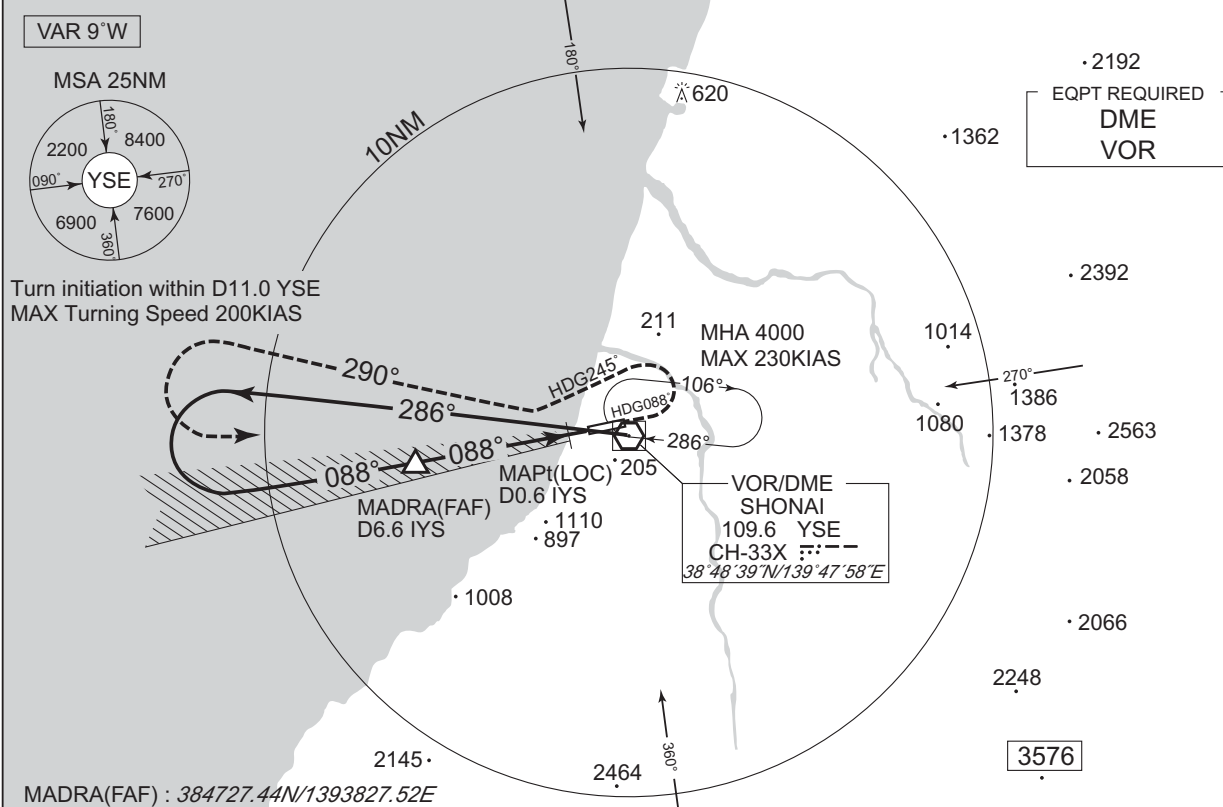 VAR 9°W
MSA 25NM
180°
2200
8400
090°
YSE
270°
6900
7600
360°
Turn initiation within D11.0 YSE
MAX Turning Speed 200KIAS
180°
10NM
620
2192
EQPT REQUIRED
DME
VOR
1362
2392
211
MHA 4000
MAX 230KIAS
1014
290°
HDG245°
106°
270°
1386
286°
HDG088°
1080
1378
2563
286°
088°
088°
MAPt(LOC)
D0.6 IYS
205
2058
MADRA(FAF)
D6.6 IYS
VOR/DME
SHONAI
109.6 YSE
CH-33X
38°48′39″N/139°47′58″E
1110
897
1008
2066
2248
360°
2145
2464
3576
MADRA(FAF) : 384727.44N/1393827.52E